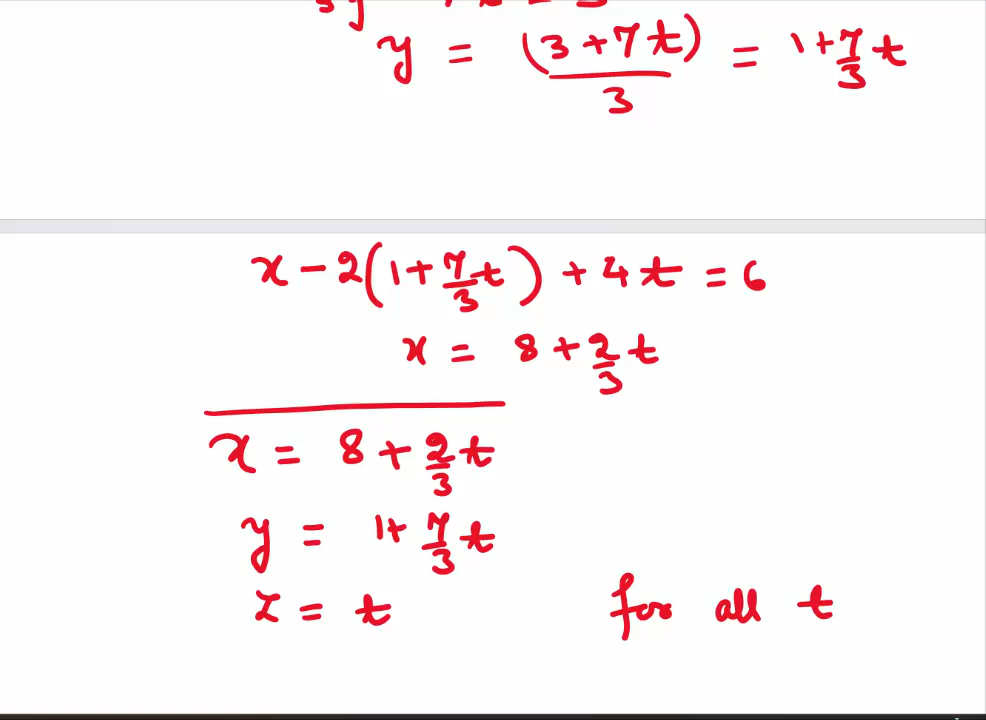 y = (3 + 7t)/3 = 1 + 7/3 t
x - 2(1 + 7/3 t) + 4t = 6
x = 8 + 2/3 t
x = 8 + 2/3 t
y = 1 + 7/3 t
z = t for all t